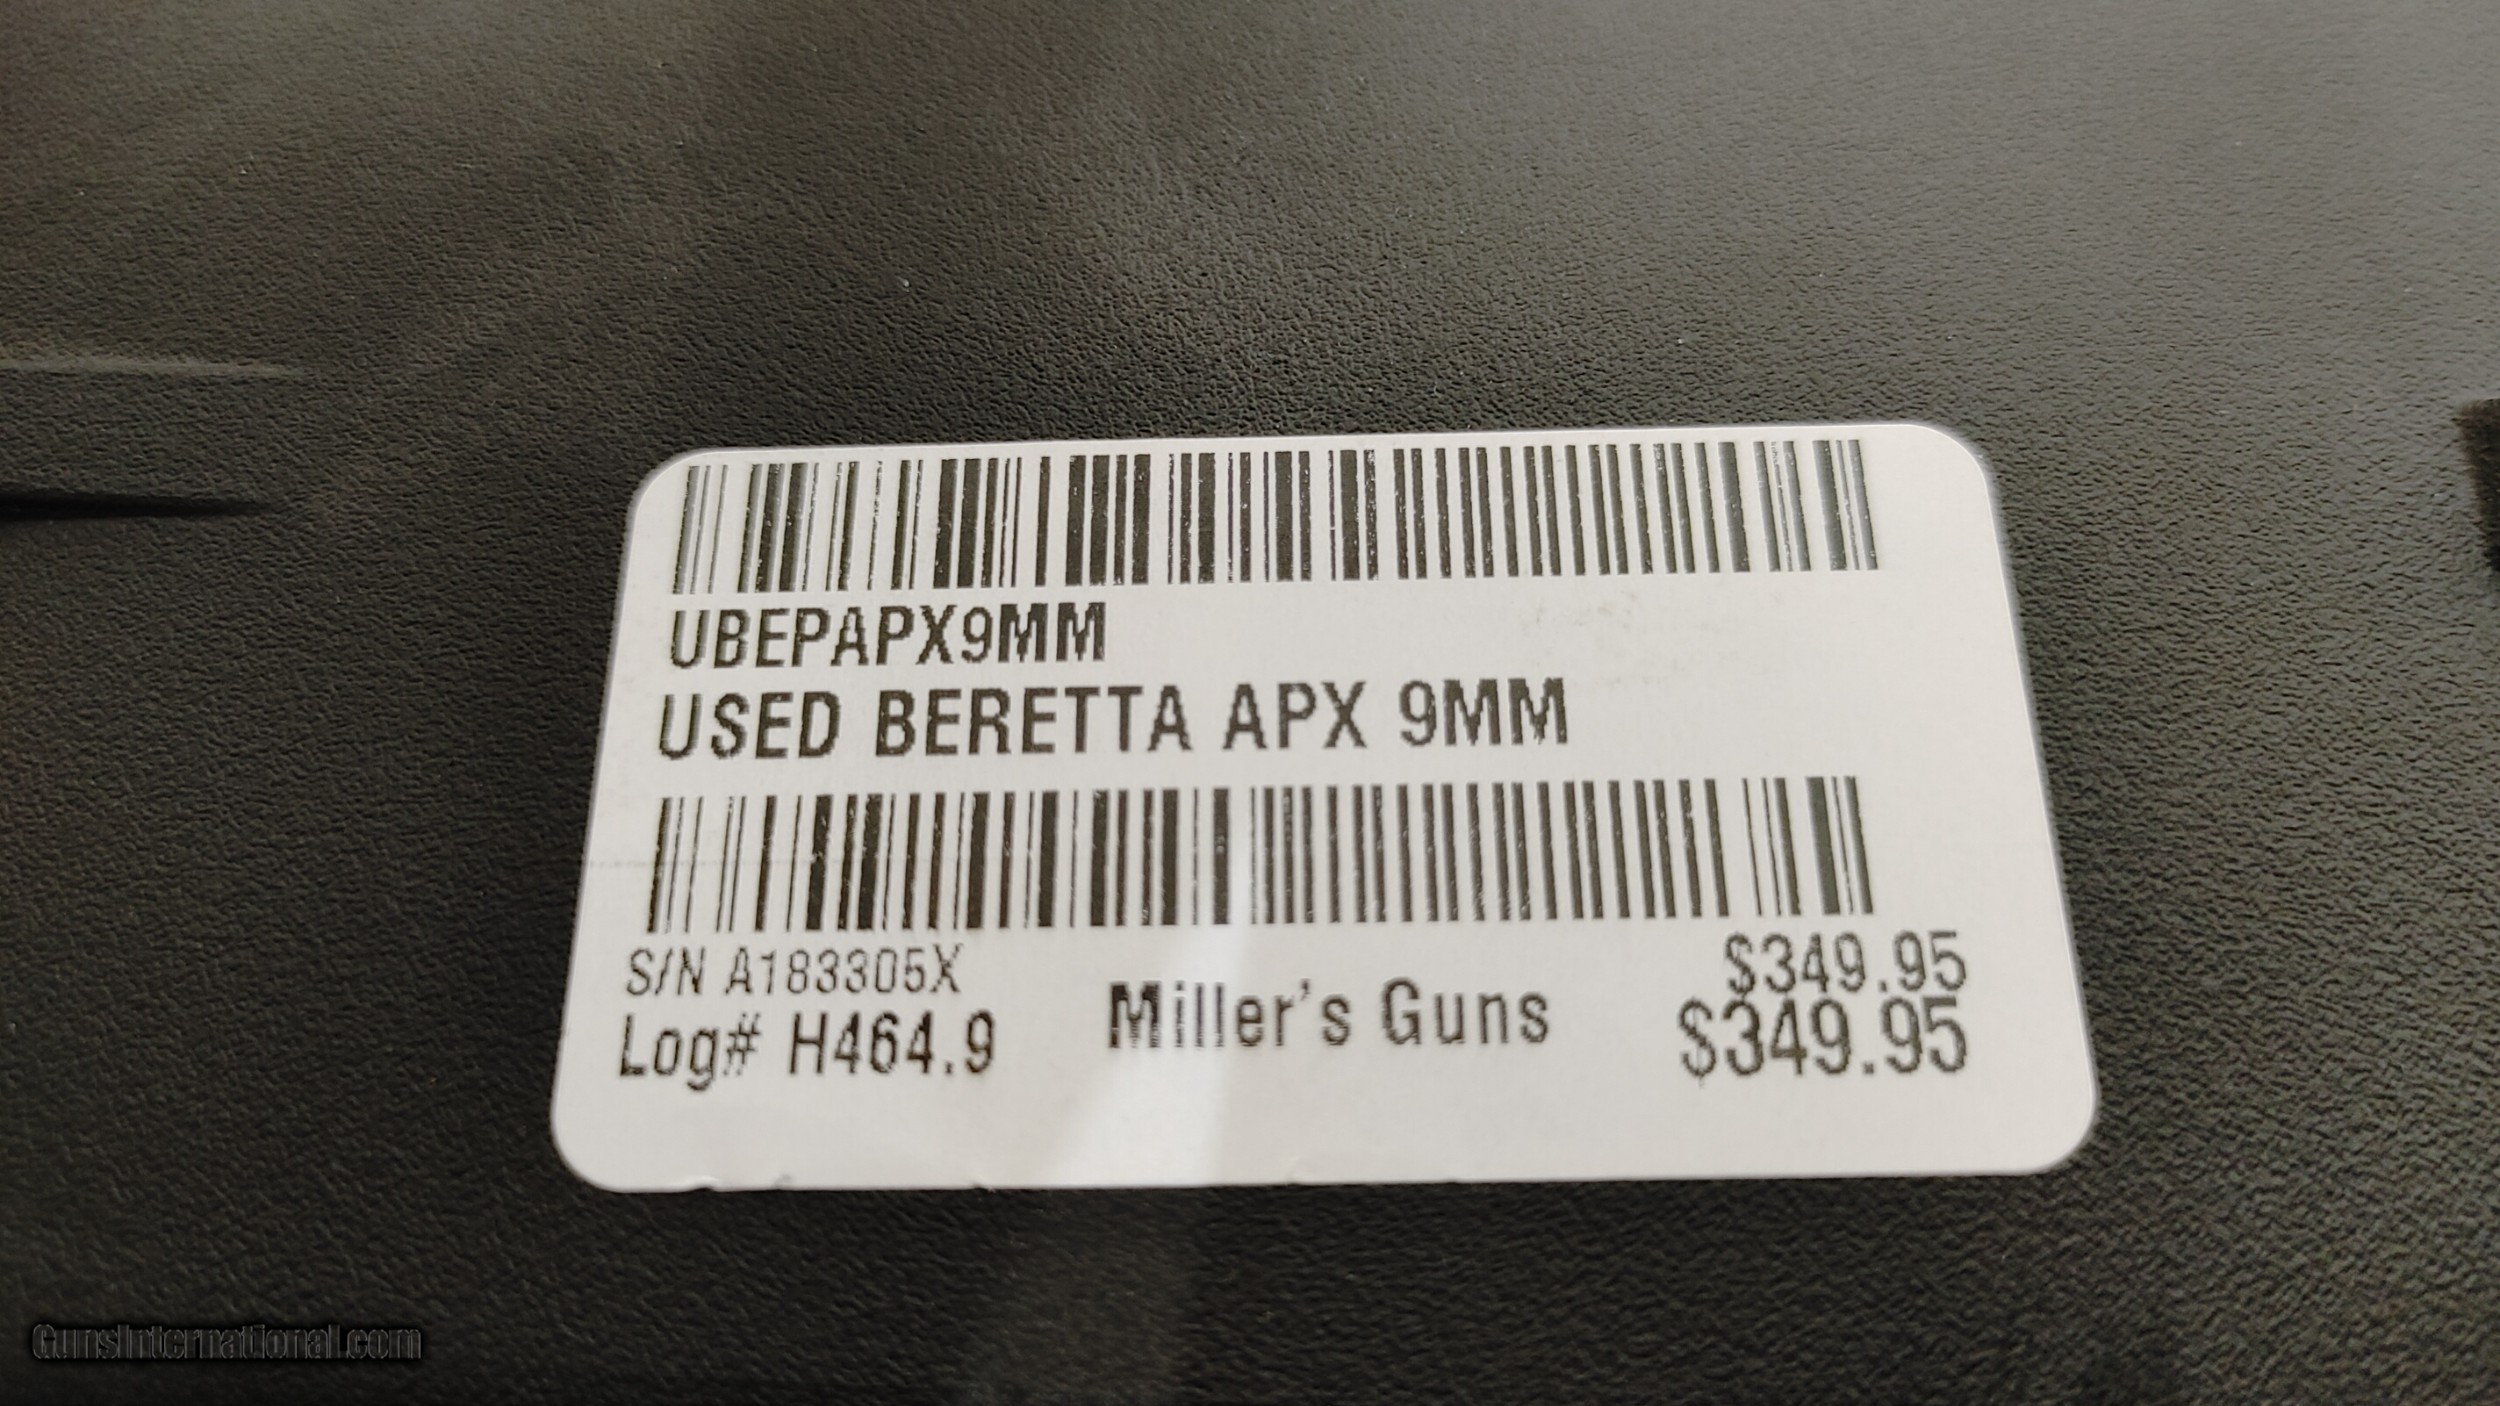 UBEPAPX9MM
USED BERETTA APX 9MM
S/N A183305X
Log# H464.9
Miller's Guns
$349.95
$349.95
GunsInternational.com